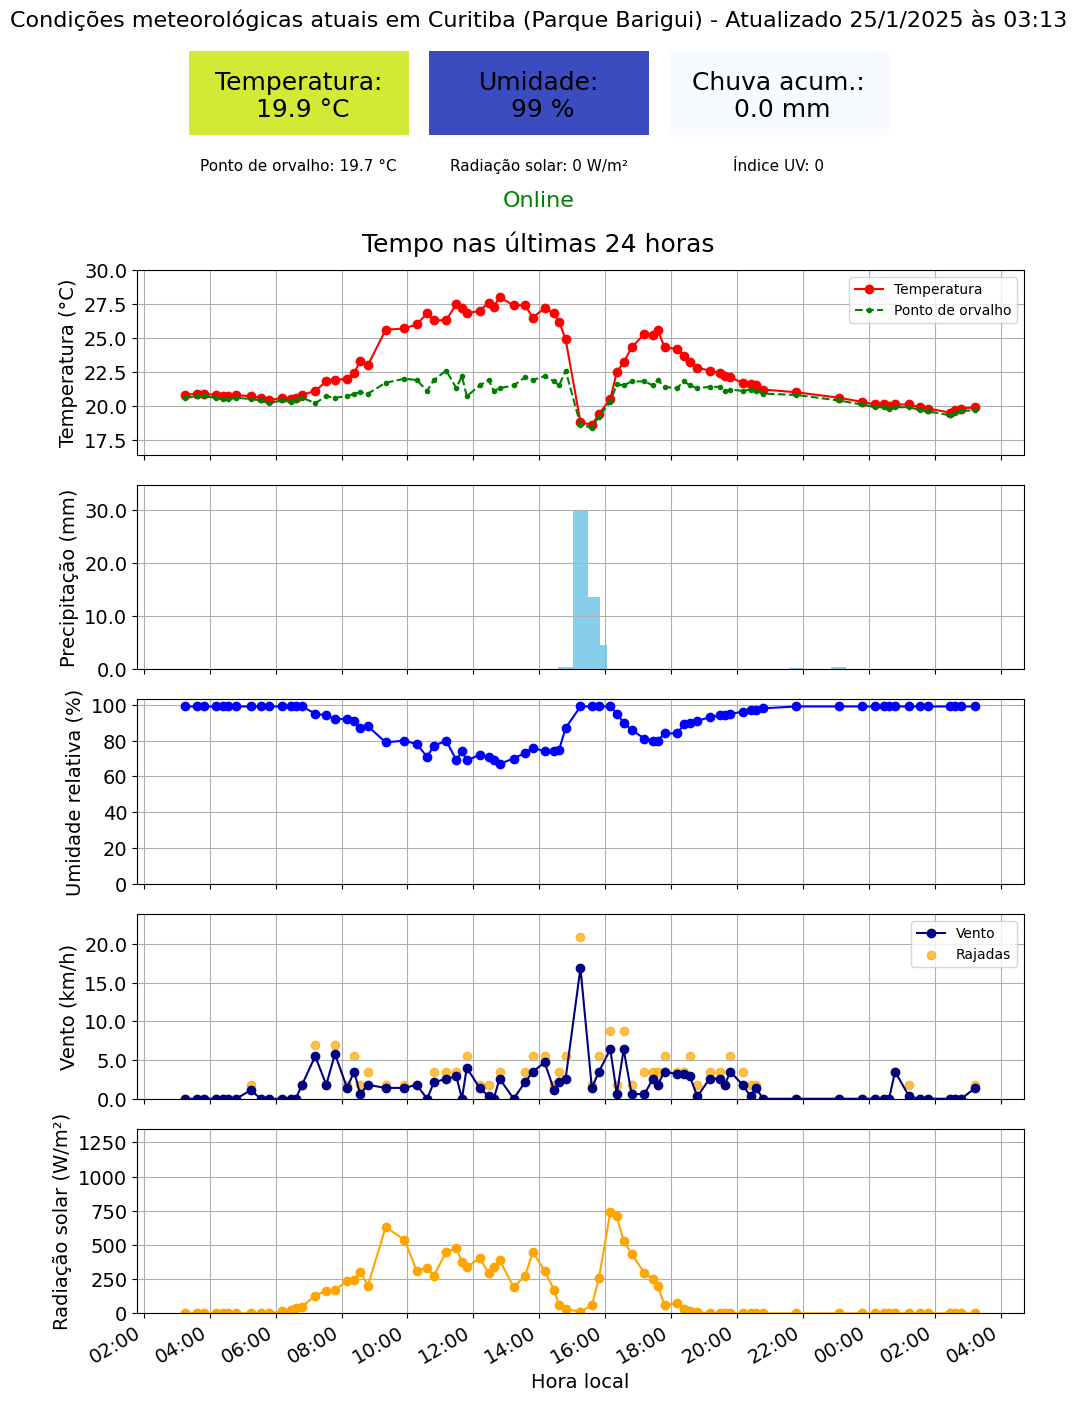 Condições meteorológicas atuais em Curitiba (Parque Barigui) - Atualizado 25/1/2025 às 03:13
Temperatura:
19.9 °C
Umidade:
99 %
Chuva acum.:
0.0 mm
Ponto de orvalho: 19.7 °C
Radiação solar: 0 W/m²
Índice UV: 0
Online
Tempo nas últimas 24 horas
Temperatura (°C)
30.0
27.5
25.0
22.5
20.0
17.5
Temperatura
Ponto de orvalho
Precipitação (mm)
30.0
20.0
10.0
0.0
Umidade relativa (%)
100
80
60
40
20
0
Vento (km/h)
20.0
15.0
10.0
5.0
0.0
Vento
Rajadas
Radiação solar (W/m²)
1250
1000
750
500
250
0
02:00
04:00
06:00
08:00
10:00
12:00
14:00
16:00
18:00
20:00
22:00
00:00
02:00
04:00
Hora local